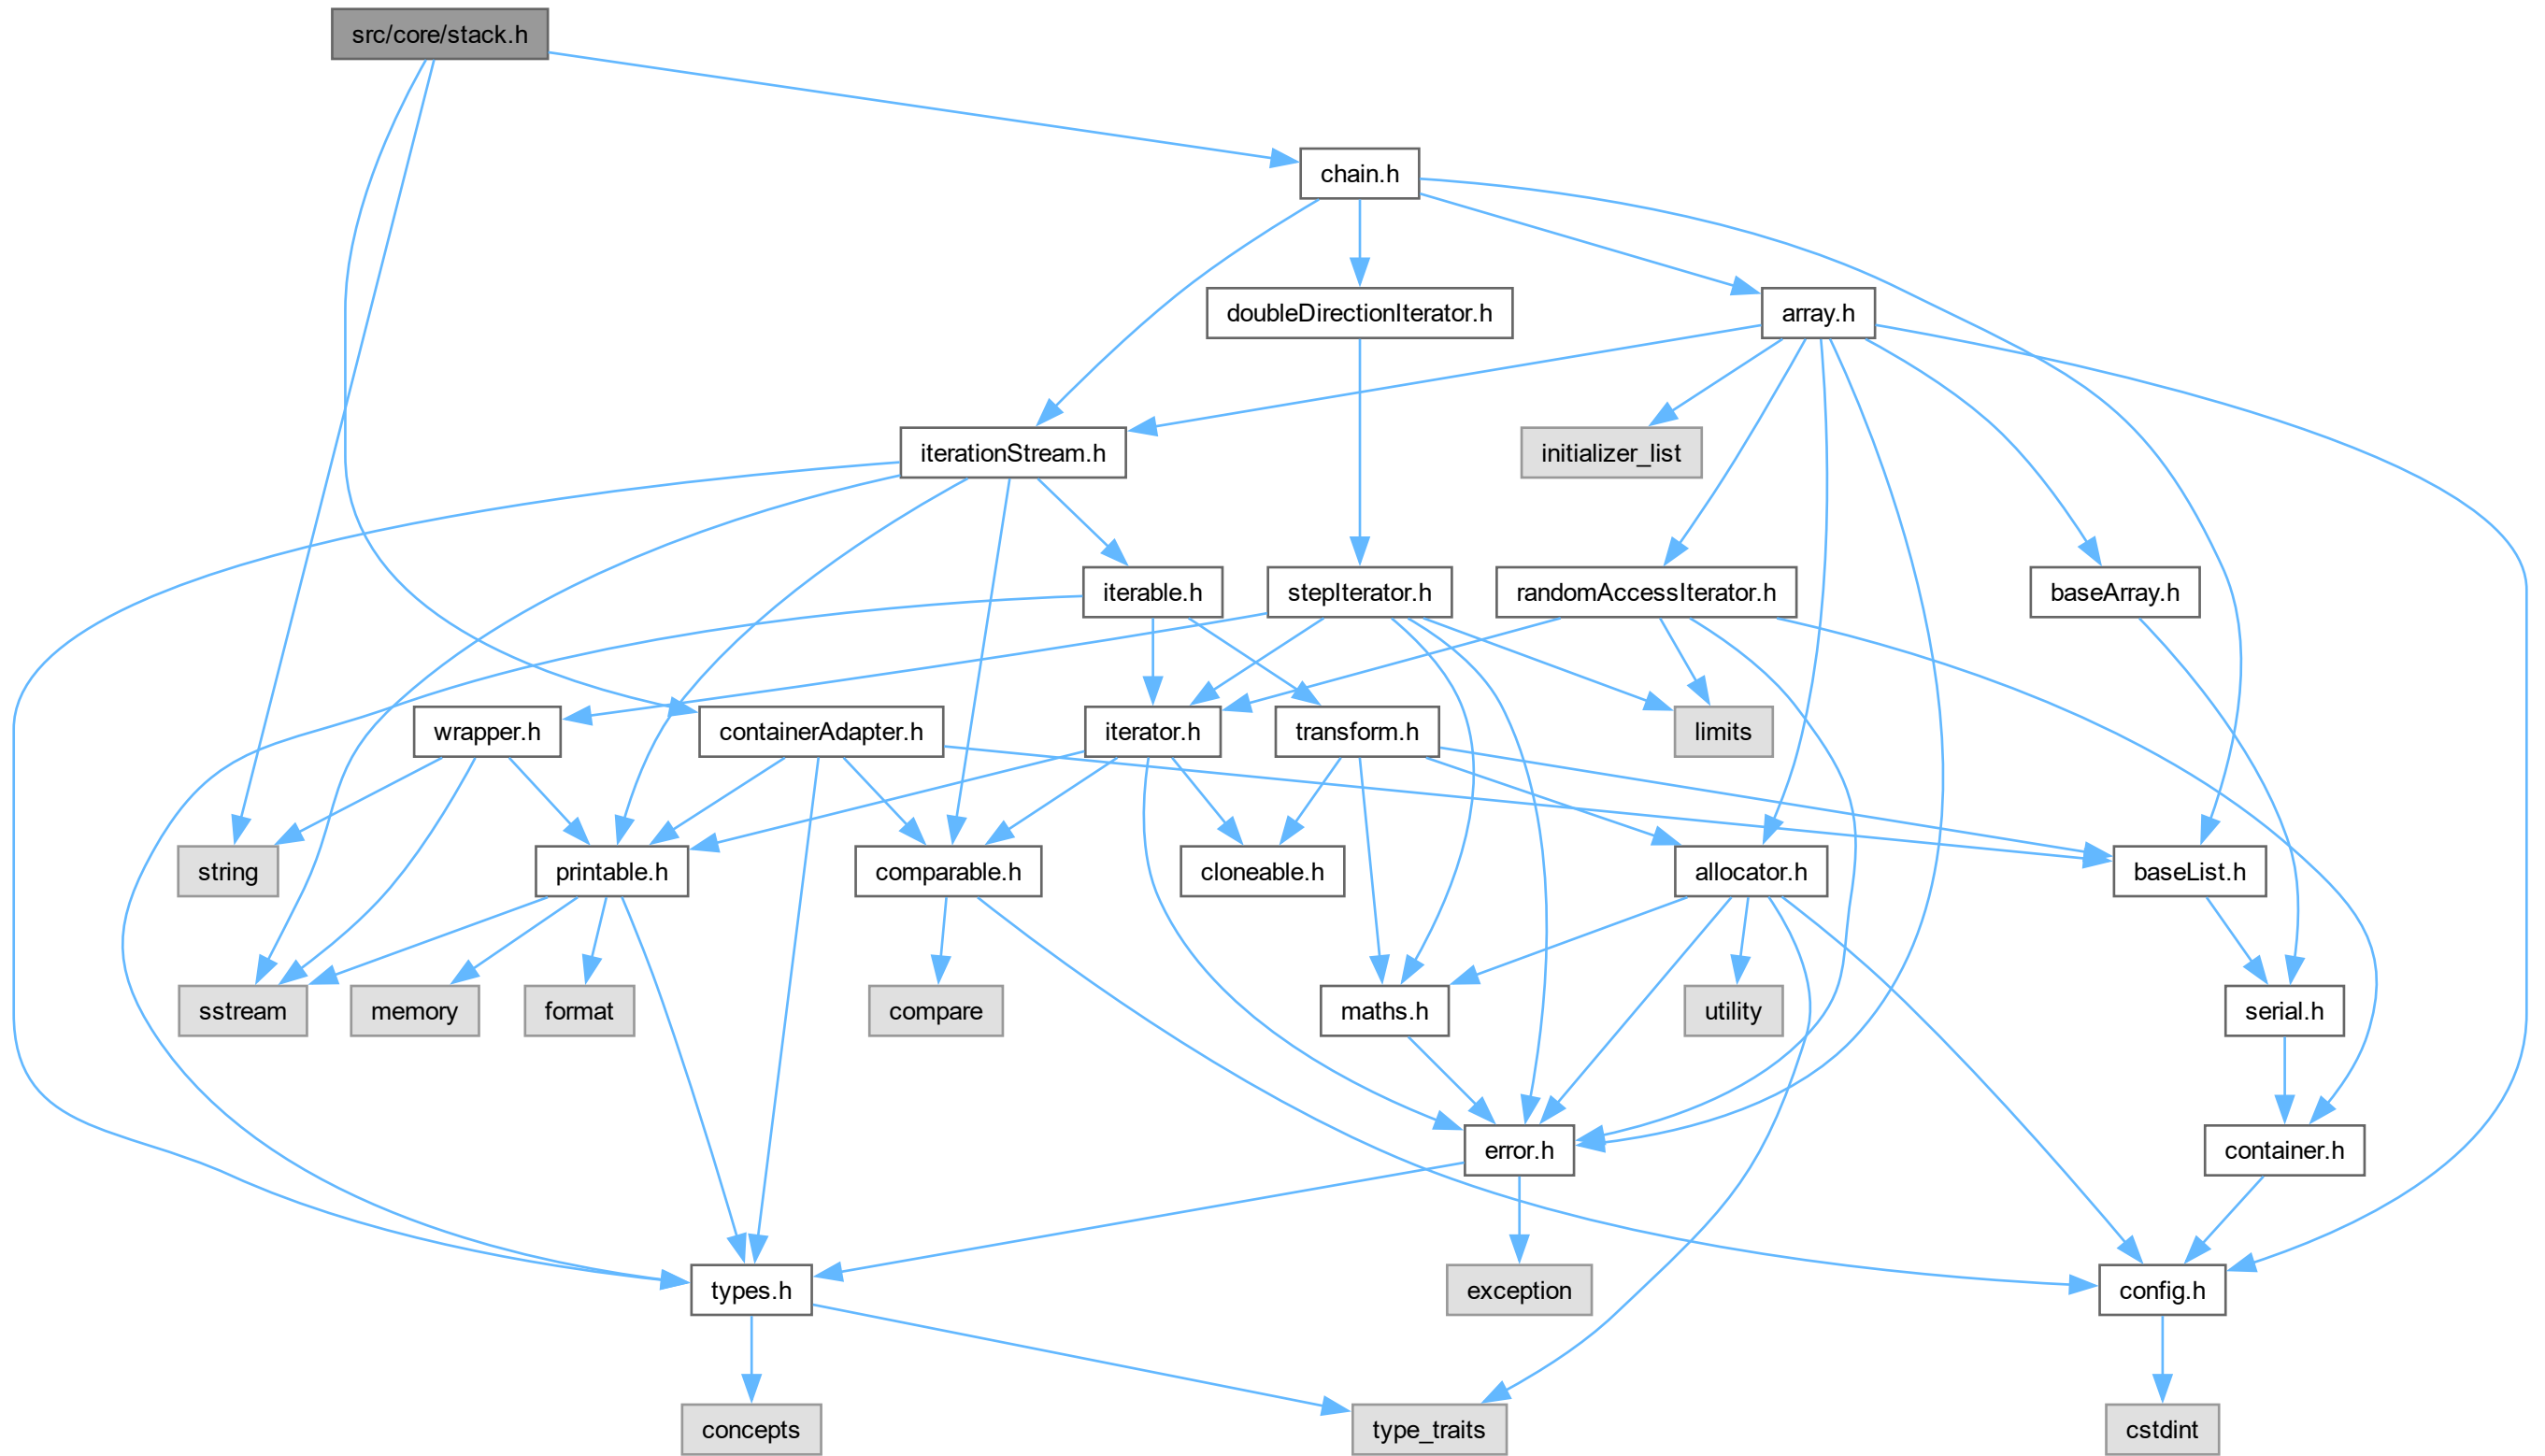 src/core/stack.h
chain.h
doubleDirectionIterator.h
array.h
iterationStream.h
initializer_list
iterable.h
stepIterator.h
randomAccessIterator.h
baseArray.h
wrapper.h
containerAdapter.h
iterator.h
transform.h
limits
string
printable.h
comparable.h
cloneable.h
allocator.h
baseList.h
sstream
memory
format
compare
maths.h
utility
serial.h
error.h
container.h
types.h
exception
config.h
concepts
type_traits
cstdint